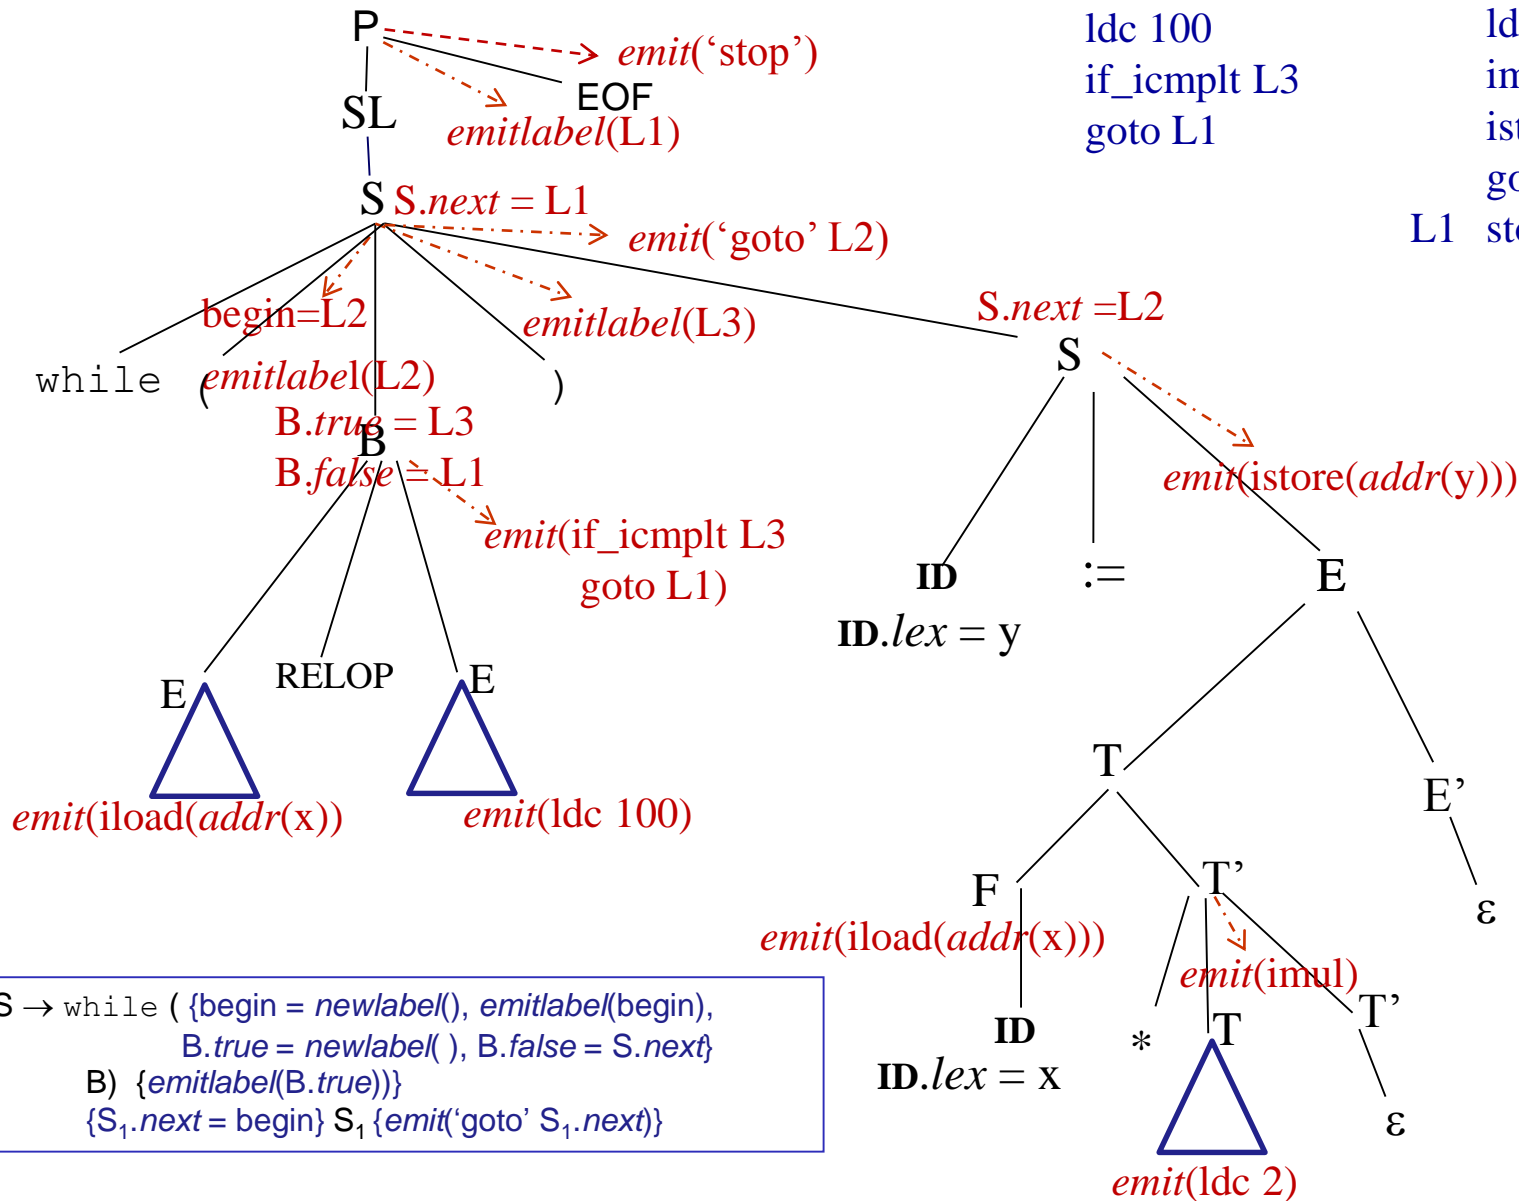 P
emit(‘stop’)
EOF
SL
emitlabel(L1)
ldc 100
if_icmplt L3
goto L1
L1
S S.next = L1
emit(‘goto’ L2)
begin=L2
emitlabel(L3)
S.next =L2
S
while ( emitlabel(L2) )
B.true = L3
B
B.false = L1
emit(istore(addr(y)))
emit(if_icmplt L3
goto L1)
ID := E
ID.lex = y
E RELOP E
emit(iload(addr(x)) emit(ldc 100)
T
E’
F T’
ε
emit(iload(addr(x)))
emit(imul)
ID * T T’
ID.lex = x
ε
emit(ldc 2)
S → while ( {begin = newlabel(), emitlabel(begin),
B.true = newlabel( ), B.false = S.next}
B) {emitlabel(B.true))}
{S1.next = begin} S1 {emit(‘goto’ S1.next)}